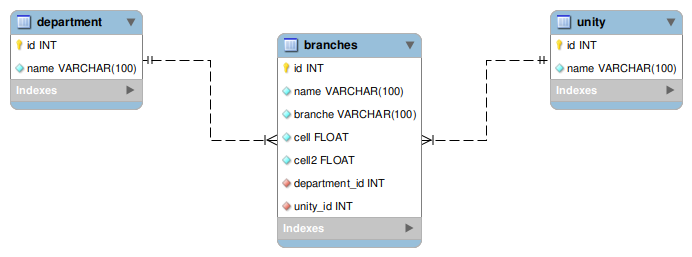 department
id INT
name VARCHAR(100)
Indexes
branches
id INT
name VARCHAR(100)
branche VARCHAR(100)
cell FLOAT
cell2 FLOAT
department_id INT
unity_id INT
Indexes
unity
id INT
name VARCHAR(100)
Indexes